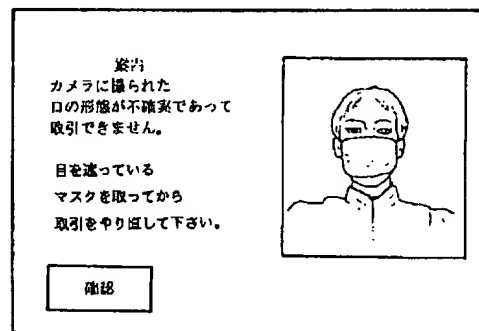 カメラに撮られた
口の形態が不確実であって
取引できません。
目を遮っている
マスクを取ってから
取引をやり直して下さい。
確認